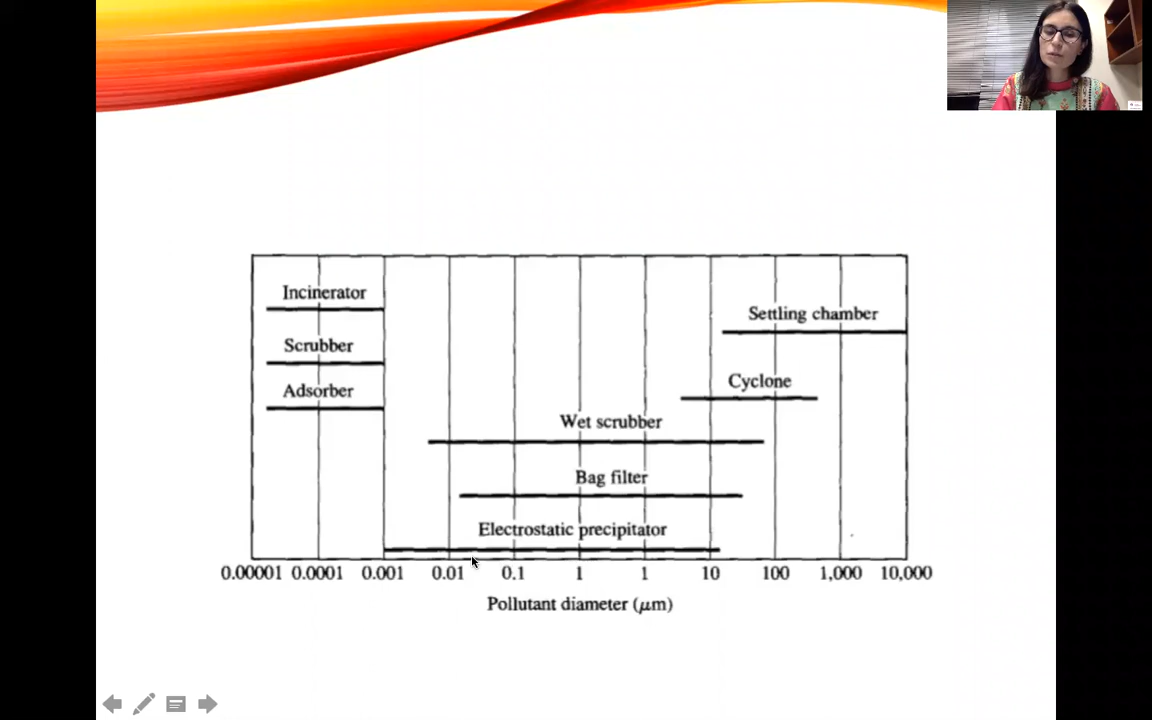 Incinerator
Settling chamber
Scrubber
Cyclone
Adsorber
Wet scrubber
Bag filter
Electrostatic precipitator
0.00001 0.0001 0.001 0.01 0.1 1 1 10 100 1,000 10,000
Pollutant diameter (μm)